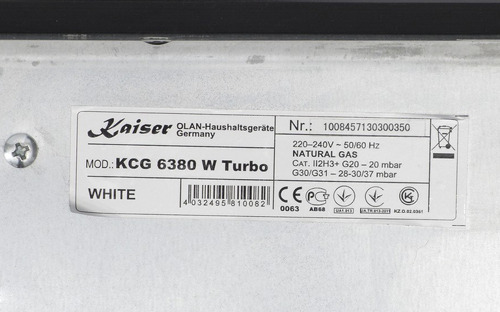 Kaiser OLAN-Haushaltsgeräte
Germany
MOD.: KCG 6380 W Turbo
WHITE
4 032495 810082
Nr.: 1008457130300350
220-240V ~ 50/60 Hz
NATURAL GAS
CAT. II2H3+ G20 - 20 mbar
G30/G31 - 28-30/37 mbar
CE
0063
AB68